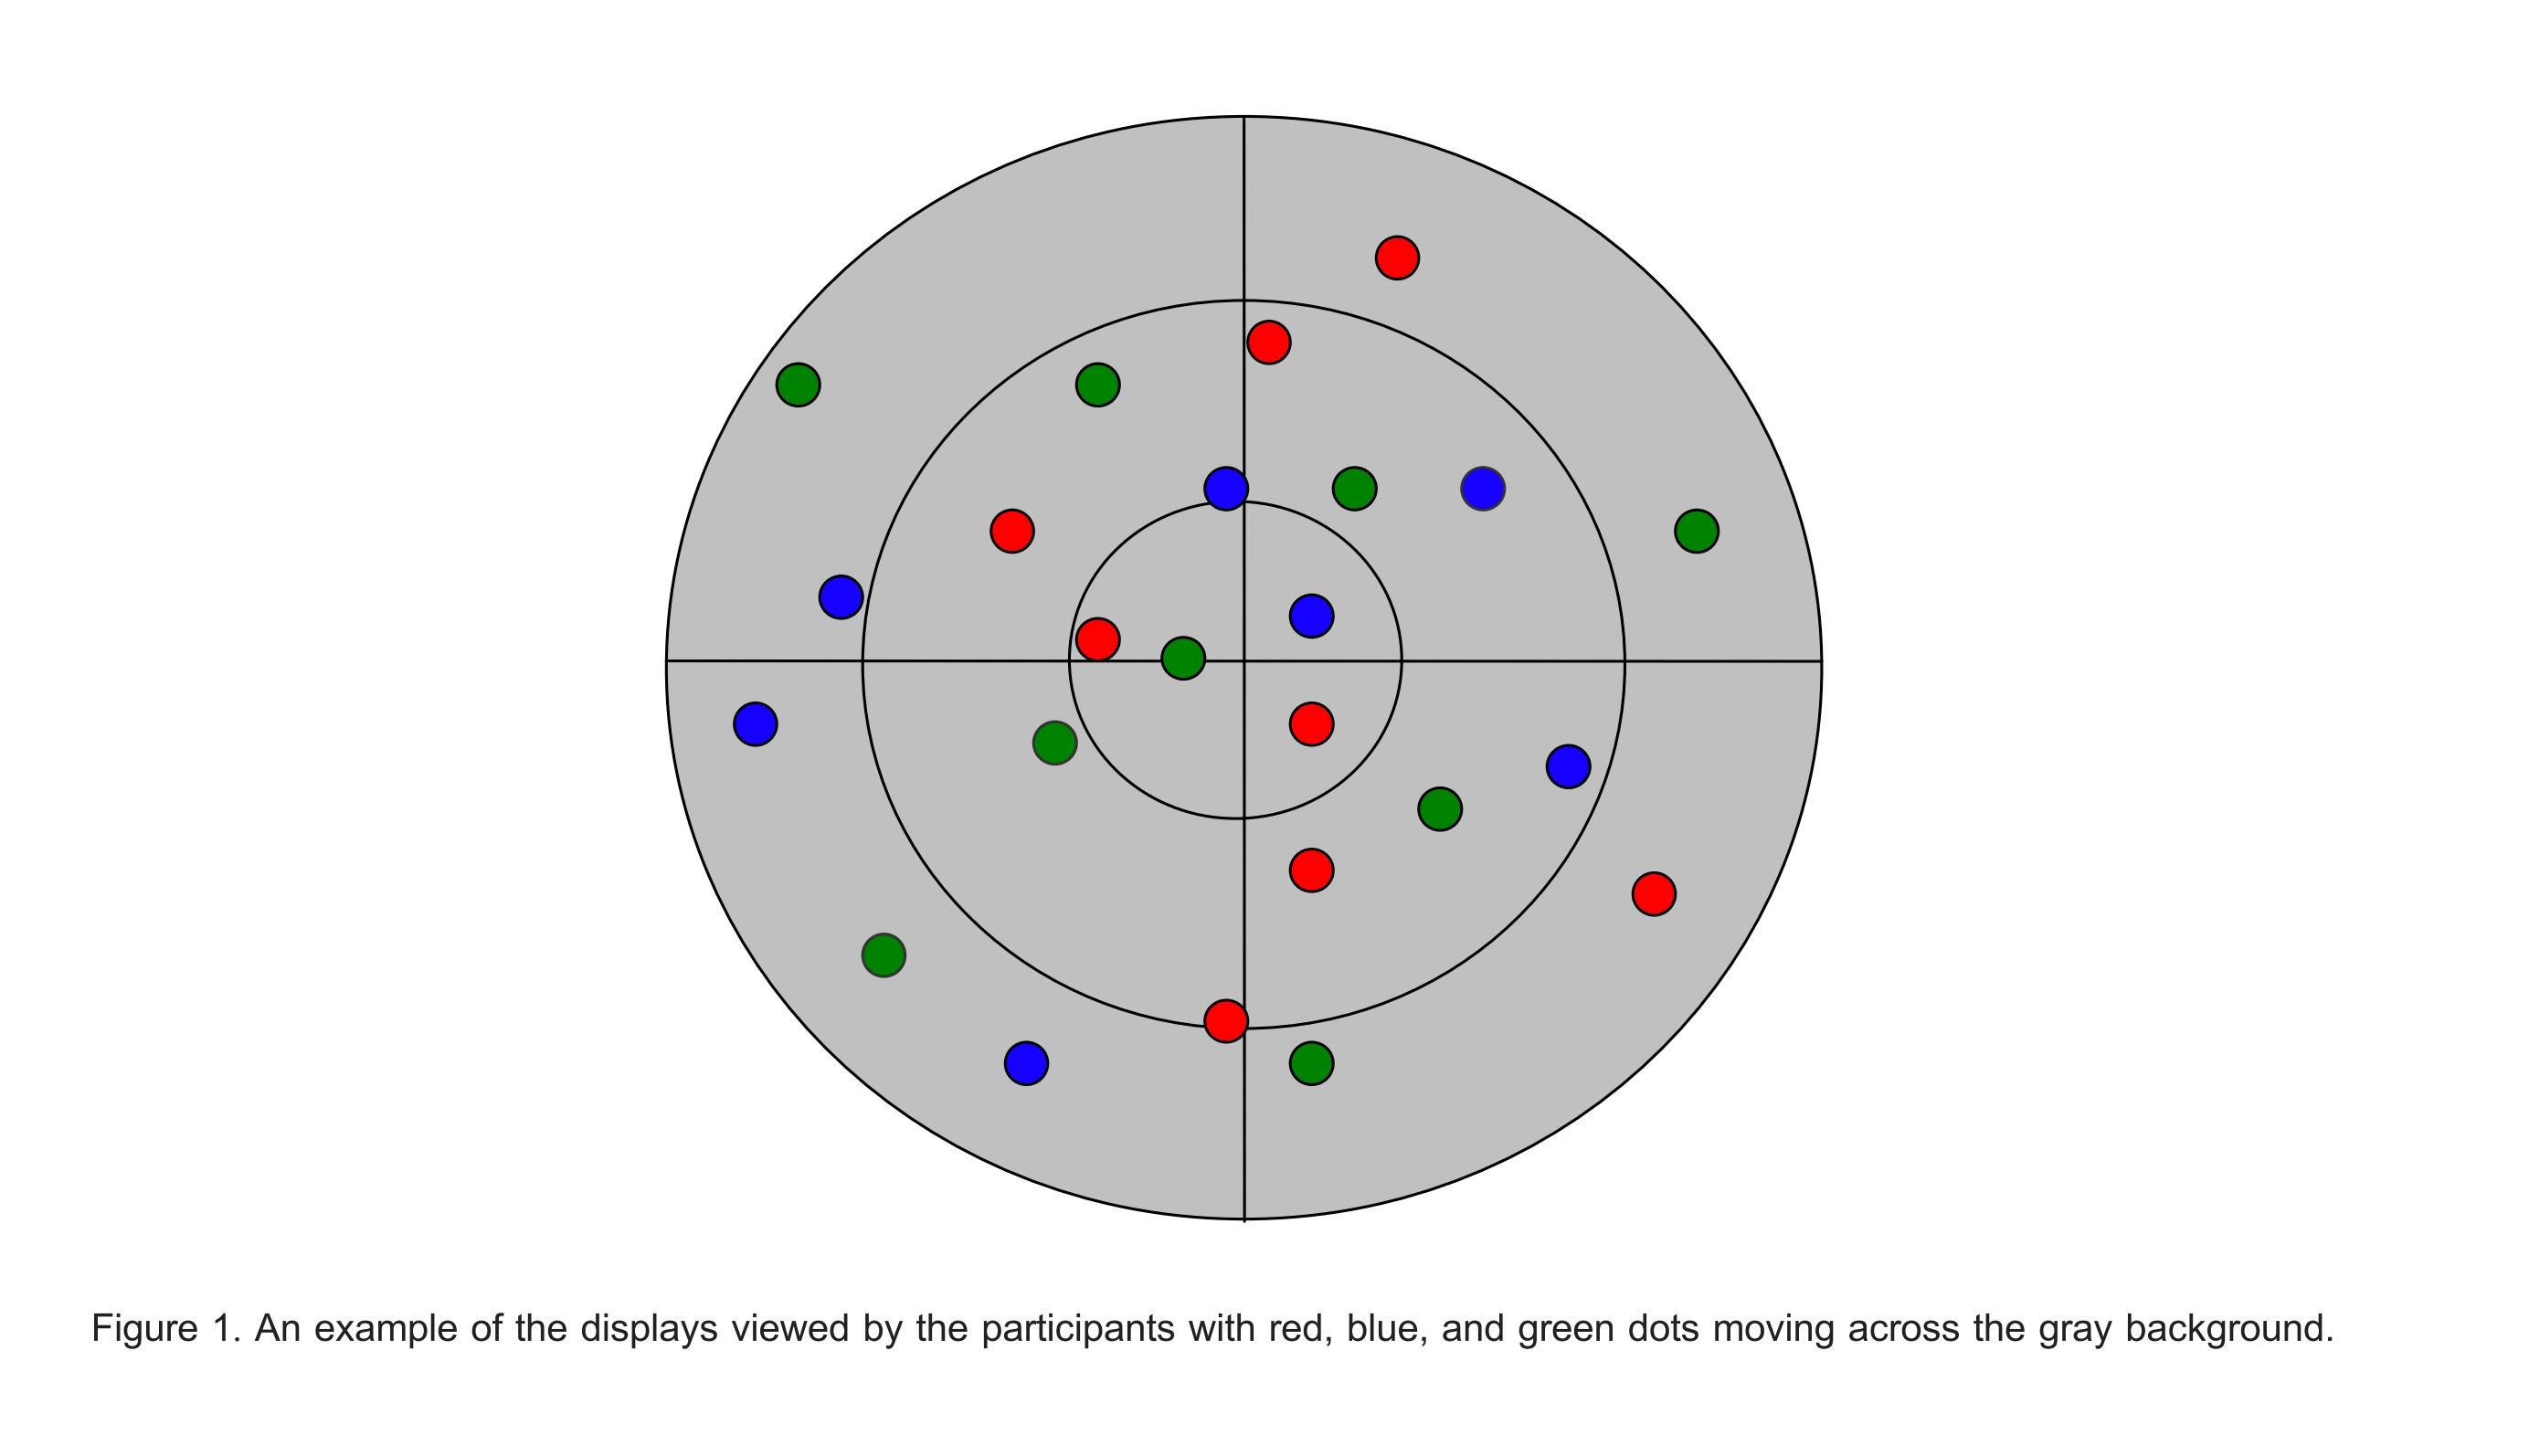 Figure 1. An example of the displays viewed by the participants with red, blue, and green dots moving across the gray background.